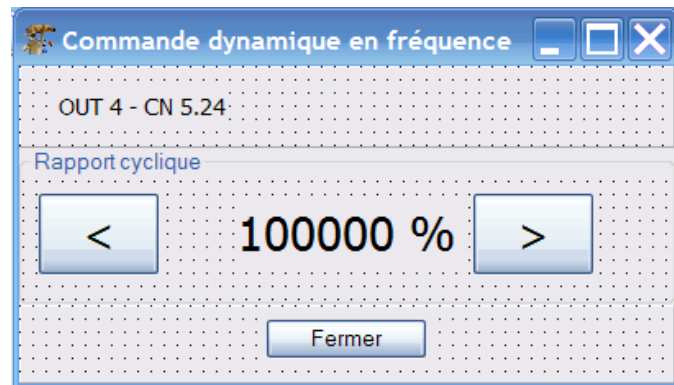 Commande dynamique en fréquence
OUT 4 - CN 5.24
Rapport cyclique
< 100000 % >
Fermer